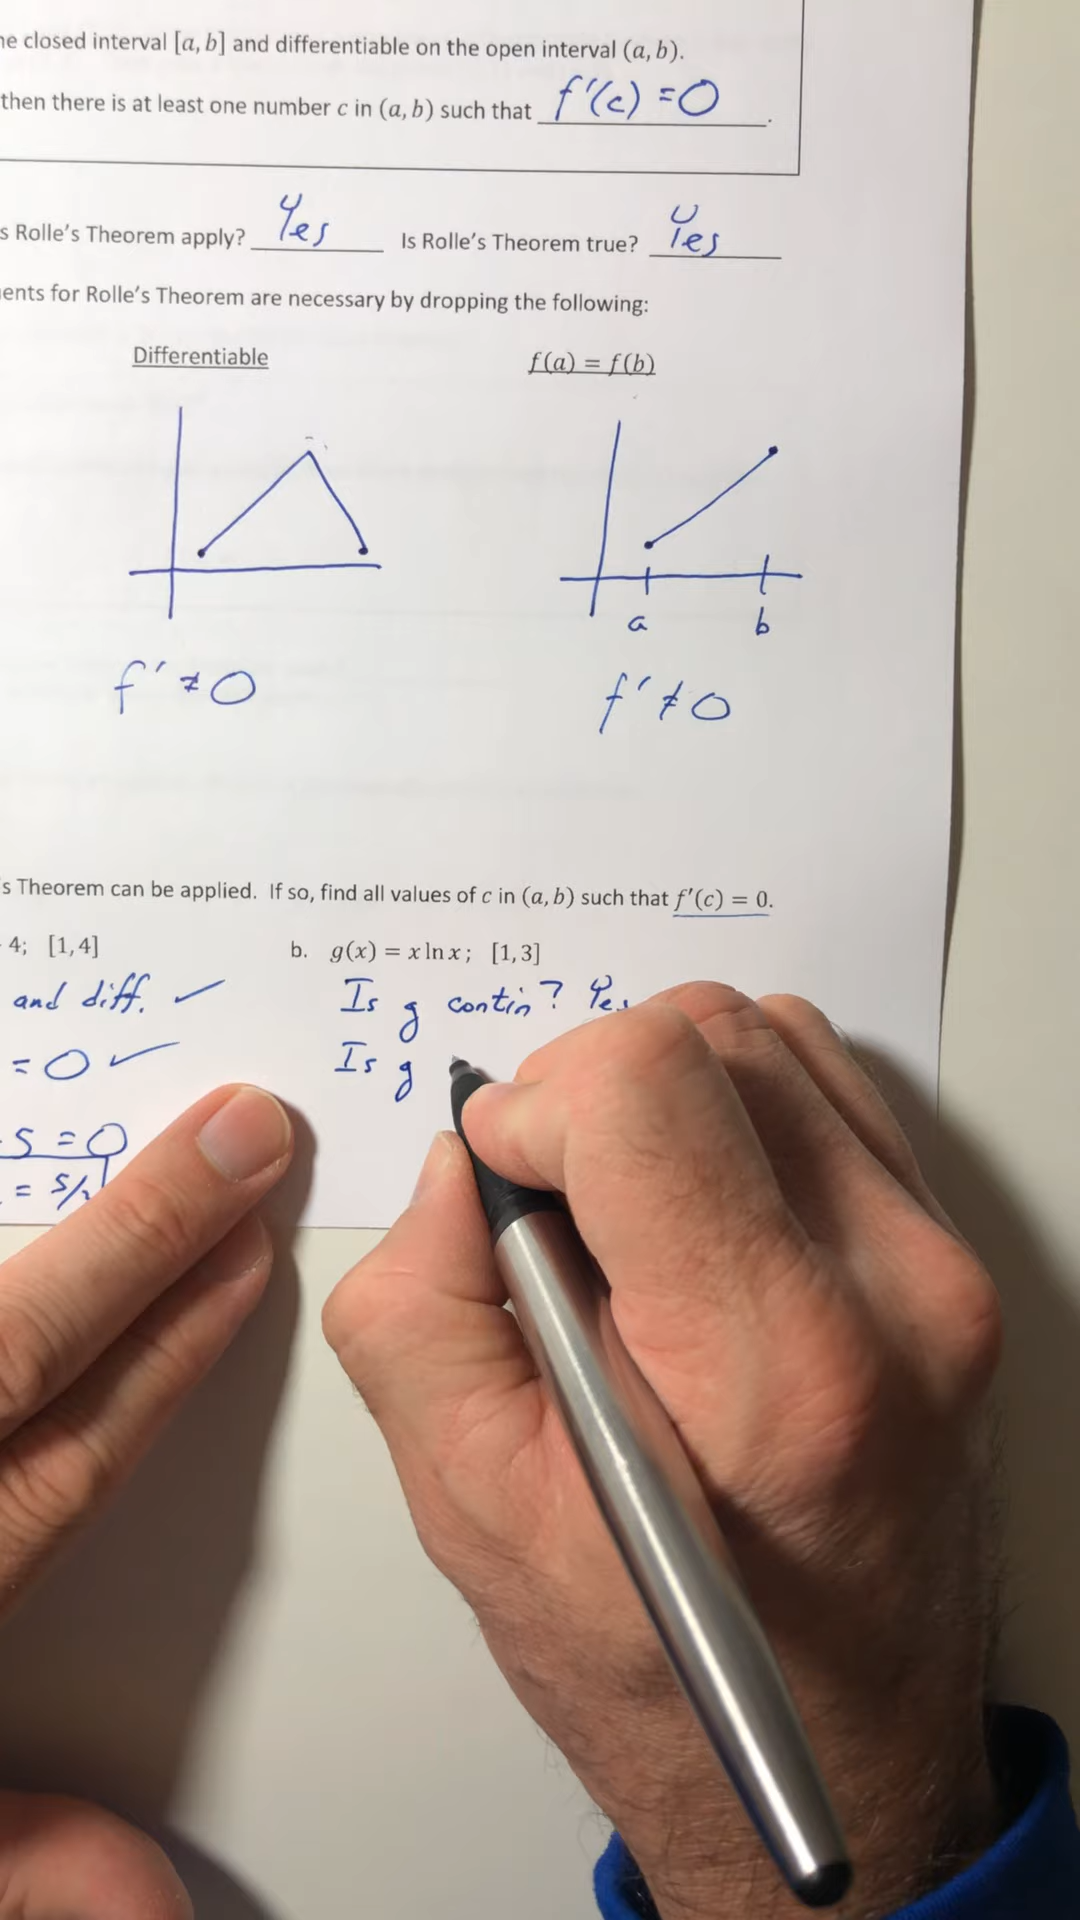 he closed interval [a, b] and differentiable on the open interval (a, b).
then there is at least one number c in (a, b) such that f'(c) = 0.
s Rolle's Theorem apply? Yes Is Rolle's Theorem true? Yes
ents for Rolle's Theorem are necessary by dropping the following:
Differentiable f(a) = f(b)
a b
f' ≠ 0 f' ≠ 0
's Theorem can be applied. If so, find all values of c in (a, b) such that f'(c) = 0.
4; [1,4] b. g(x) = x ln x; [1,3]
and diff. ✓ Is g contin? Yes
= 0 ✓ Is g
5 = 0
= 5/2